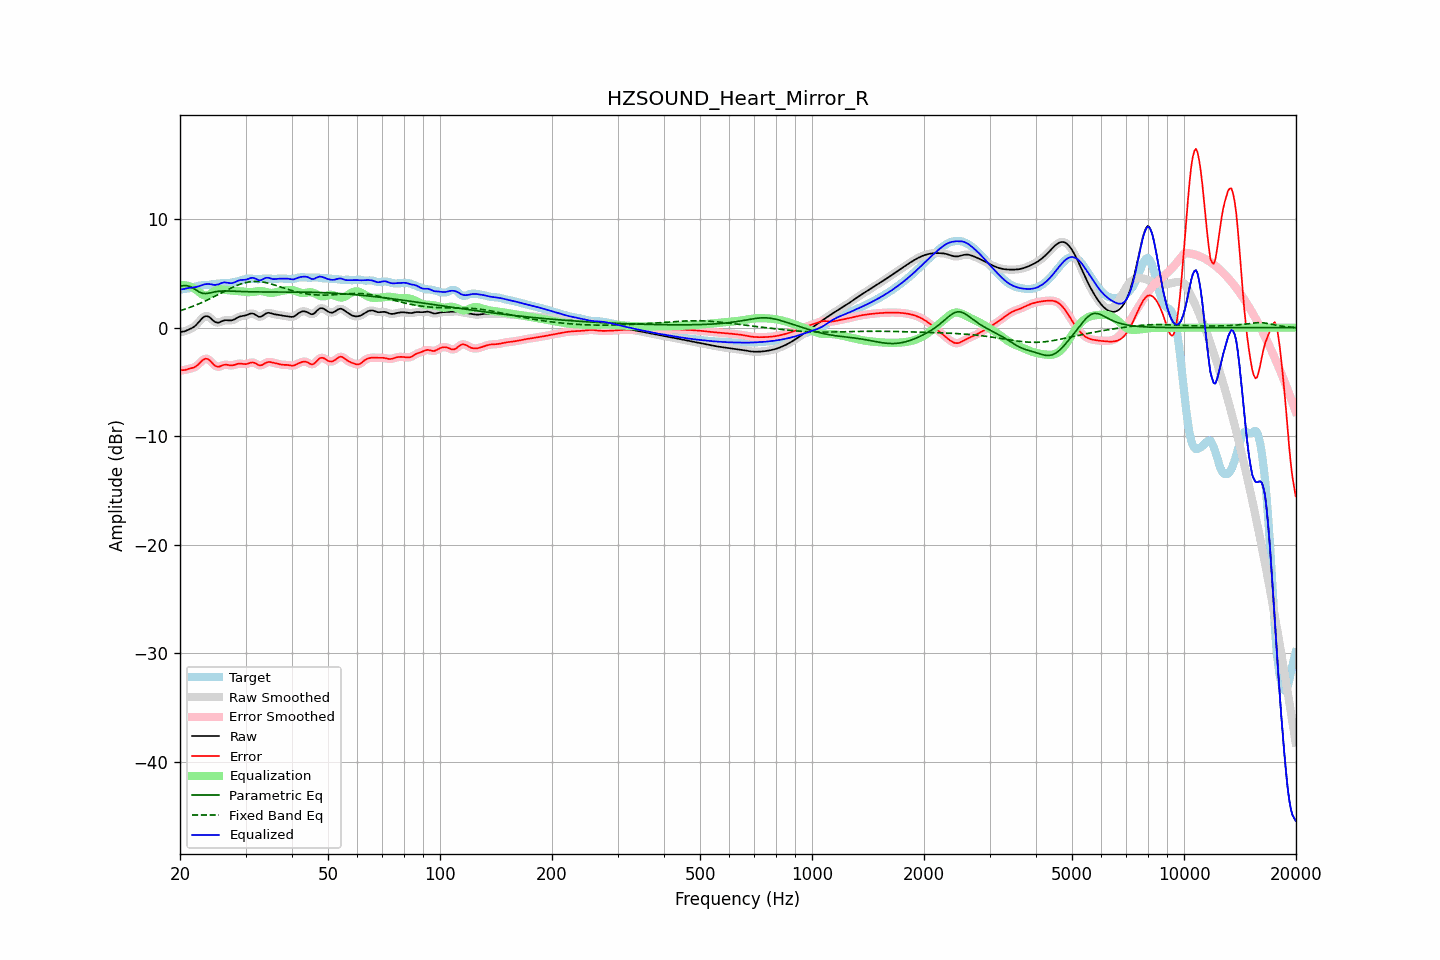 HZSOUND_Heart_Mirror_R
Amplitude (dBr)
10
0
−10
−20
−30
−40
Target
Raw Smoothed
Error Smoothed
Raw
Error
Equalization
Parametric Eq
Fixed Band Eq
Equalized
20 50 100 200 500 1000 2000 5000 10000 20000
Frequency (Hz)